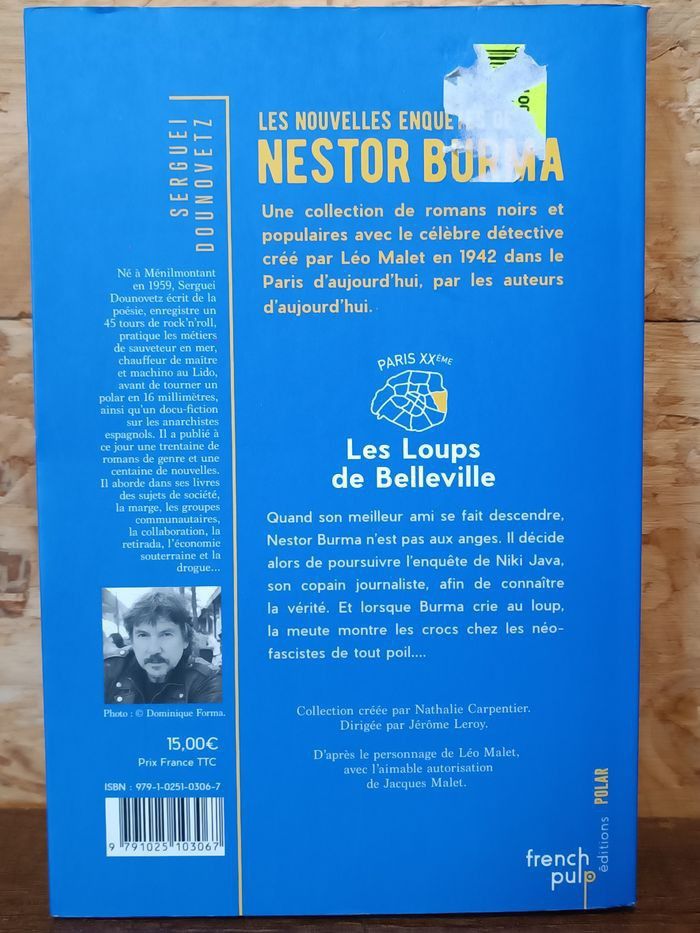 SERGUEI
DOUNOVETZ
Né à Ménilmontant
en 1959, Serguei
Dounovetz écrit de la
poésie, enregistre un
45 tours de rock'n'roll,
pratique les métiers
de sauveteur en mer,
chauffeur de maître
et machino au Lido,
avant de tourner un
polar en 16 millimètres,
ainsi qu'un docu-fiction
sur les anarchistes
espagnols. Il a publié à
ce jour une trentaine de
romans de genre et une
centaine de nouvelles.
Il aborde dans ses livres
des sujets de société,
la marge, les groupes
communautaires,
la collaboration, la
retirada, l'économie
souterraine et la
drogue...
Photo : © Dominique Forma.
15,00€
Prix France TTC
ISBN : 979-1-0251-0306-7
9 791025 103067
LES NOUVELLES ENQUÊTES
NESTOR BURMA
Une collection de romans noirs et
populaires avec le célèbre détective
créé par Léo Malet en 1942 dans le
Paris d'aujourd'hui, par les auteurs
d'aujourd'hui.
PARIS XXÈME
Les Loups
de Belleville
Quand son meilleur ami se fait descendre,
Nestor Burma n'est pas aux anges. Il décide
alors de poursuivre l'enquête de Niki Java,
son copain journaliste, afin de connaître
la vérité. Et lorsque Burma crie au loup,
la meute montre les crocs chez les néo-
fascistes de tout poil....
Collection créée par Nathalie Carpentier.
Dirigée par Jérôme Leroy.
D'après le personnage de Léo Malet,
avec l'aimable autorisation
de Jacques Malet.
french
pulp
éditions POLAR